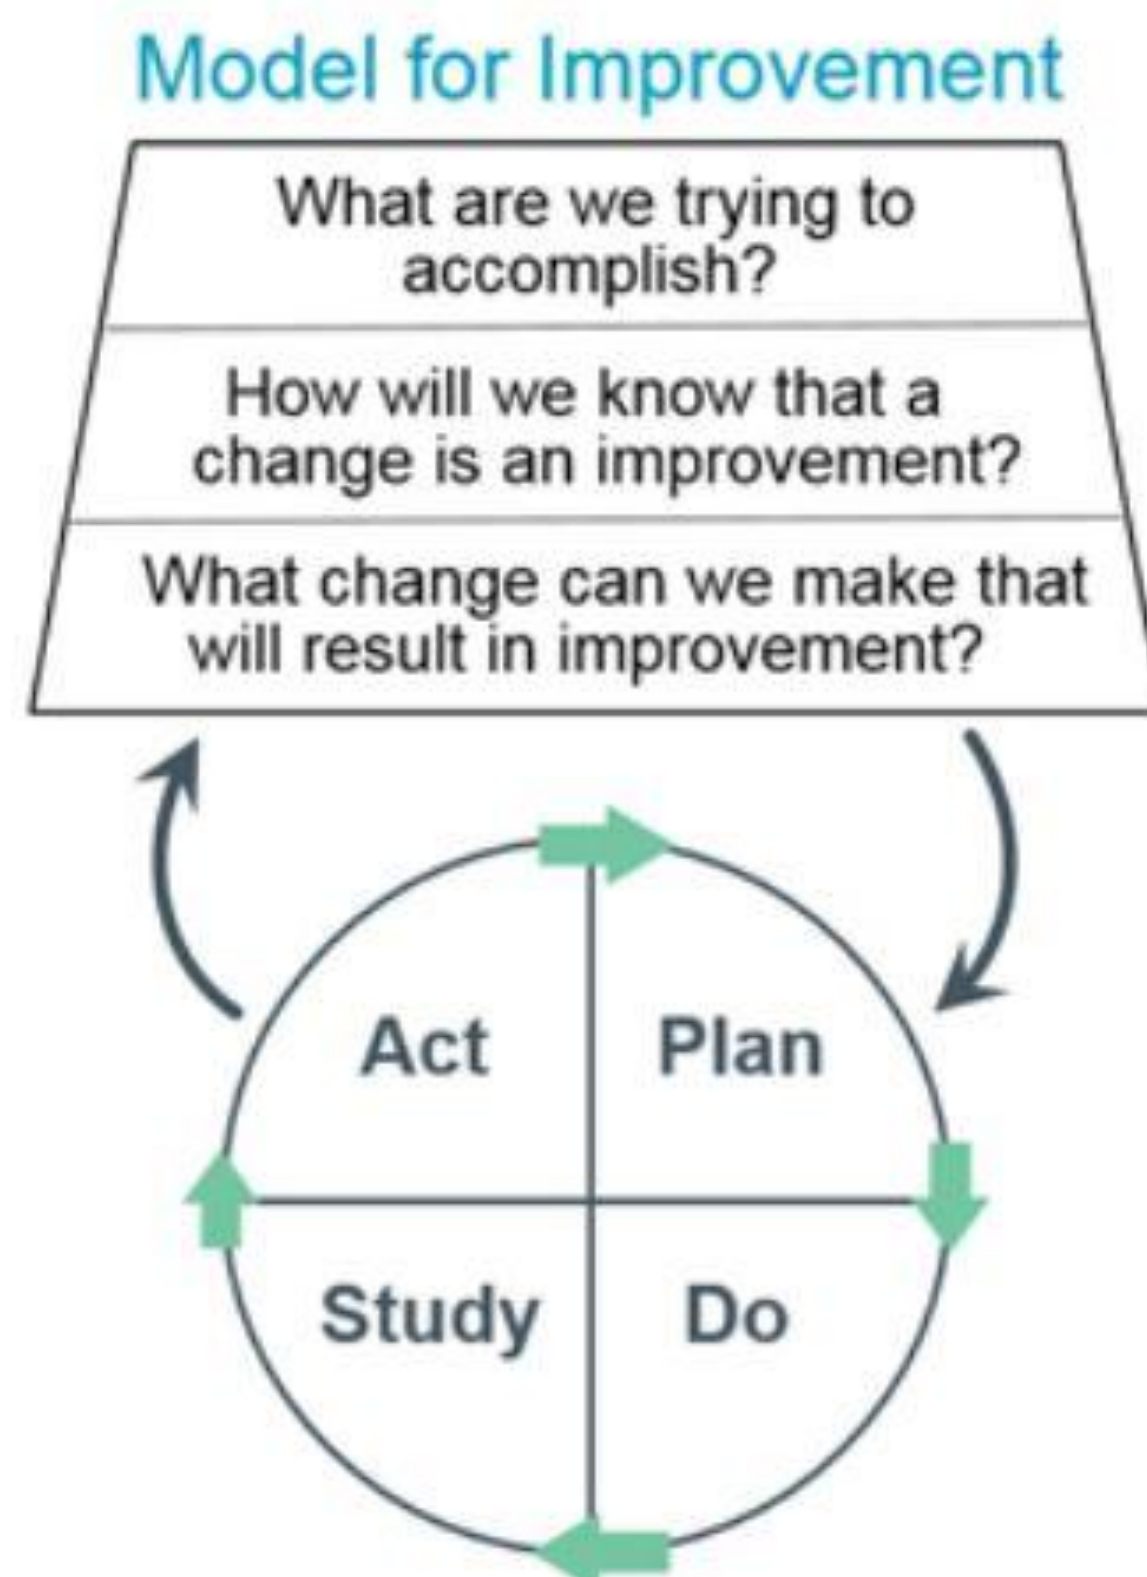 Model for Improvement
What are we trying to
accomplish?
How will we know that a
change is an improvement?
What change can we make that
will result in improvement?
Act
Plan
Study
Do